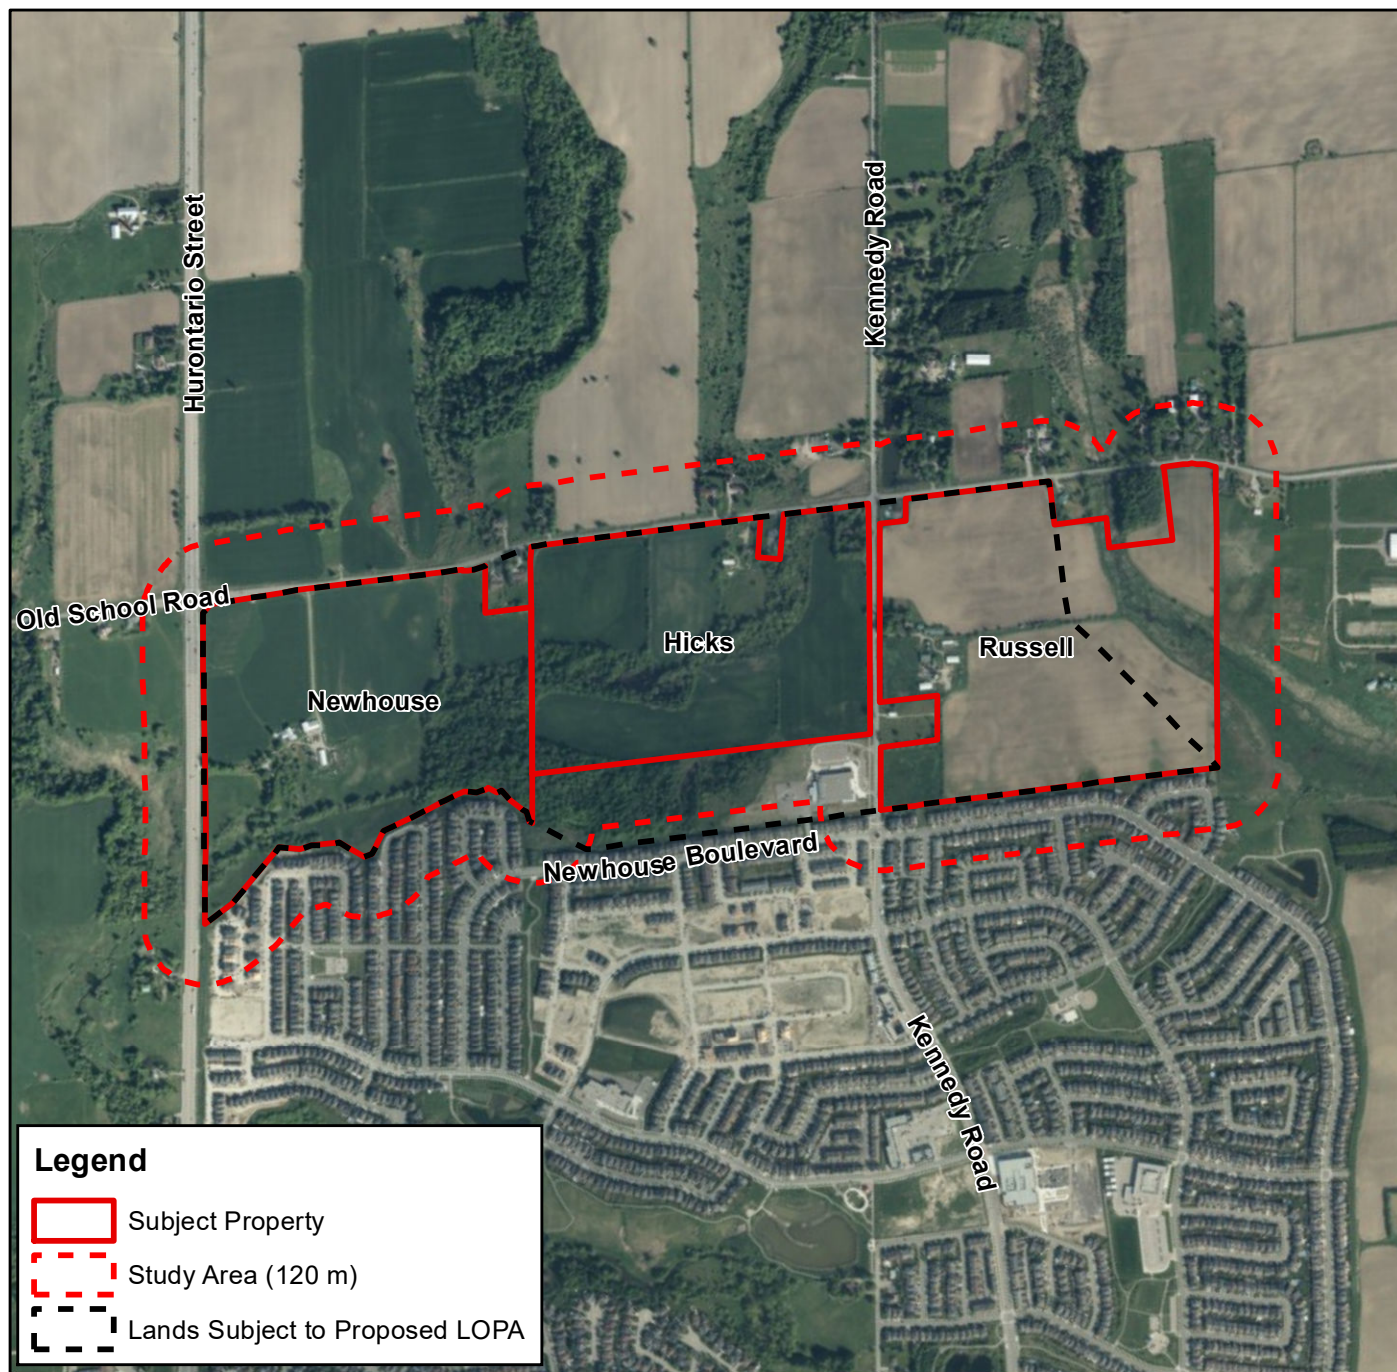 Hurontario Street
Kennedy Road
Old School Road
Hicks
Russell
Newhouse
Newhouse Boulevard
Kennedy Road
Legend
Subject Property
Study Area (120 m)
Lands Subject to Proposed LOPA